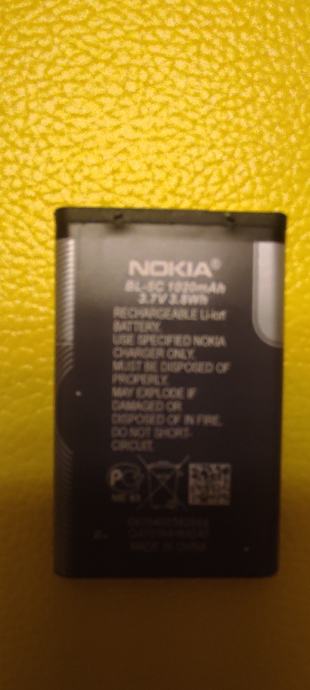 NOKIA®
BL-5C 1020mAh
3.7V 3.8Wh
RECHARGEABLE Li-ion
BATTERY.
USE SPECIFIED NOKIA
CHARGER ONLY.
MUST BE DISPOSED OF
PROPERLY.
MAY EXPLODE IF
DAMAGED OR
DISPOSED OF IN FIRE.
DO NOT SHORT-
CIRCUIT.
MADE IN CHINA